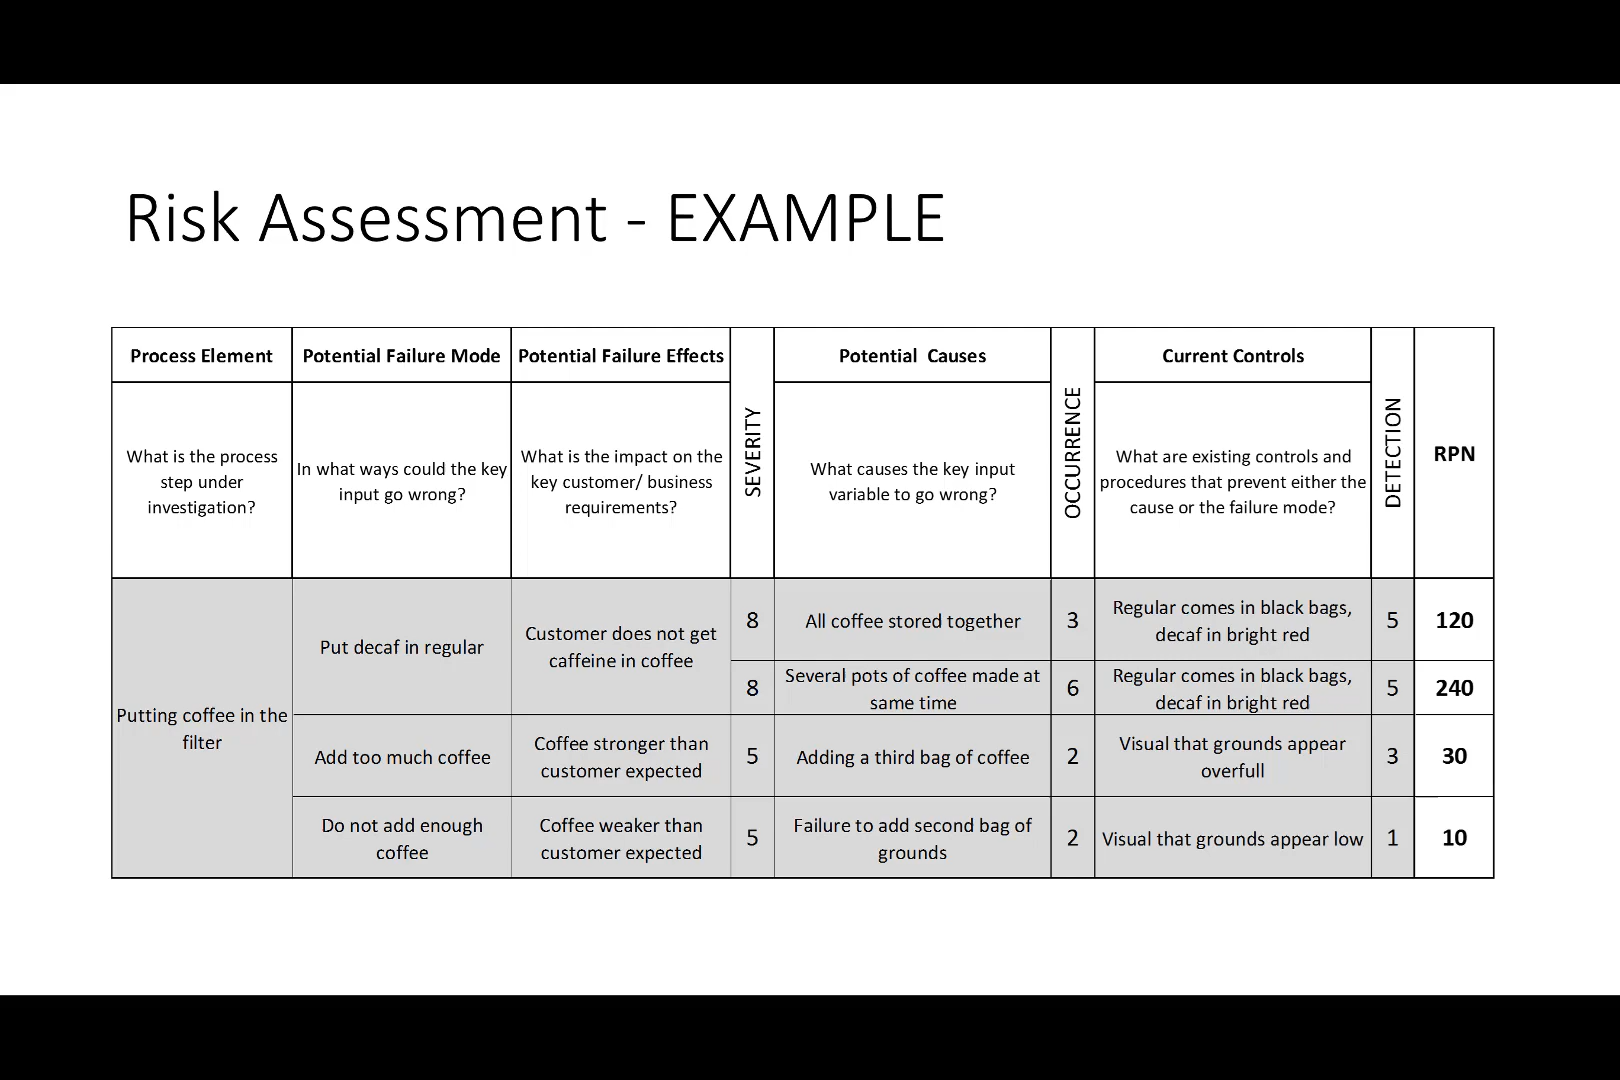 Risk Assessment - EXAMPLE
Process Element
Potential Failure Mode
Potential Failure Effects
SEVERITY
Potential Causes
OCCURRENCE
Current Controls
DETECTION
RPN
What is the process
step under
investigation?
In what ways could the key
input go wrong?
What is the impact on the
key customer/ business
requirements?
What causes the key input
variable to go wrong?
What are existing controls and
procedures that prevent either the
cause or the failure mode?
Putting coffee in the
filter
Put decaf in regular
Customer does not get
caffeine in coffee
8
All coffee stored together
3
Regular comes in black bags,
decaf in bright red
5
120
8
Several pots of coffee made at
same time
6
Regular comes in black bags,
decaf in bright red
5
240
Add too much coffee
Coffee stronger than
customer expected
5
Adding a third bag of coffee
2
Visual that grounds appear
overfull
3
30
Do not add enough
coffee
Coffee weaker than
customer expected
5
Failure to add second bag of
grounds
2
Visual that grounds appear low
1
10